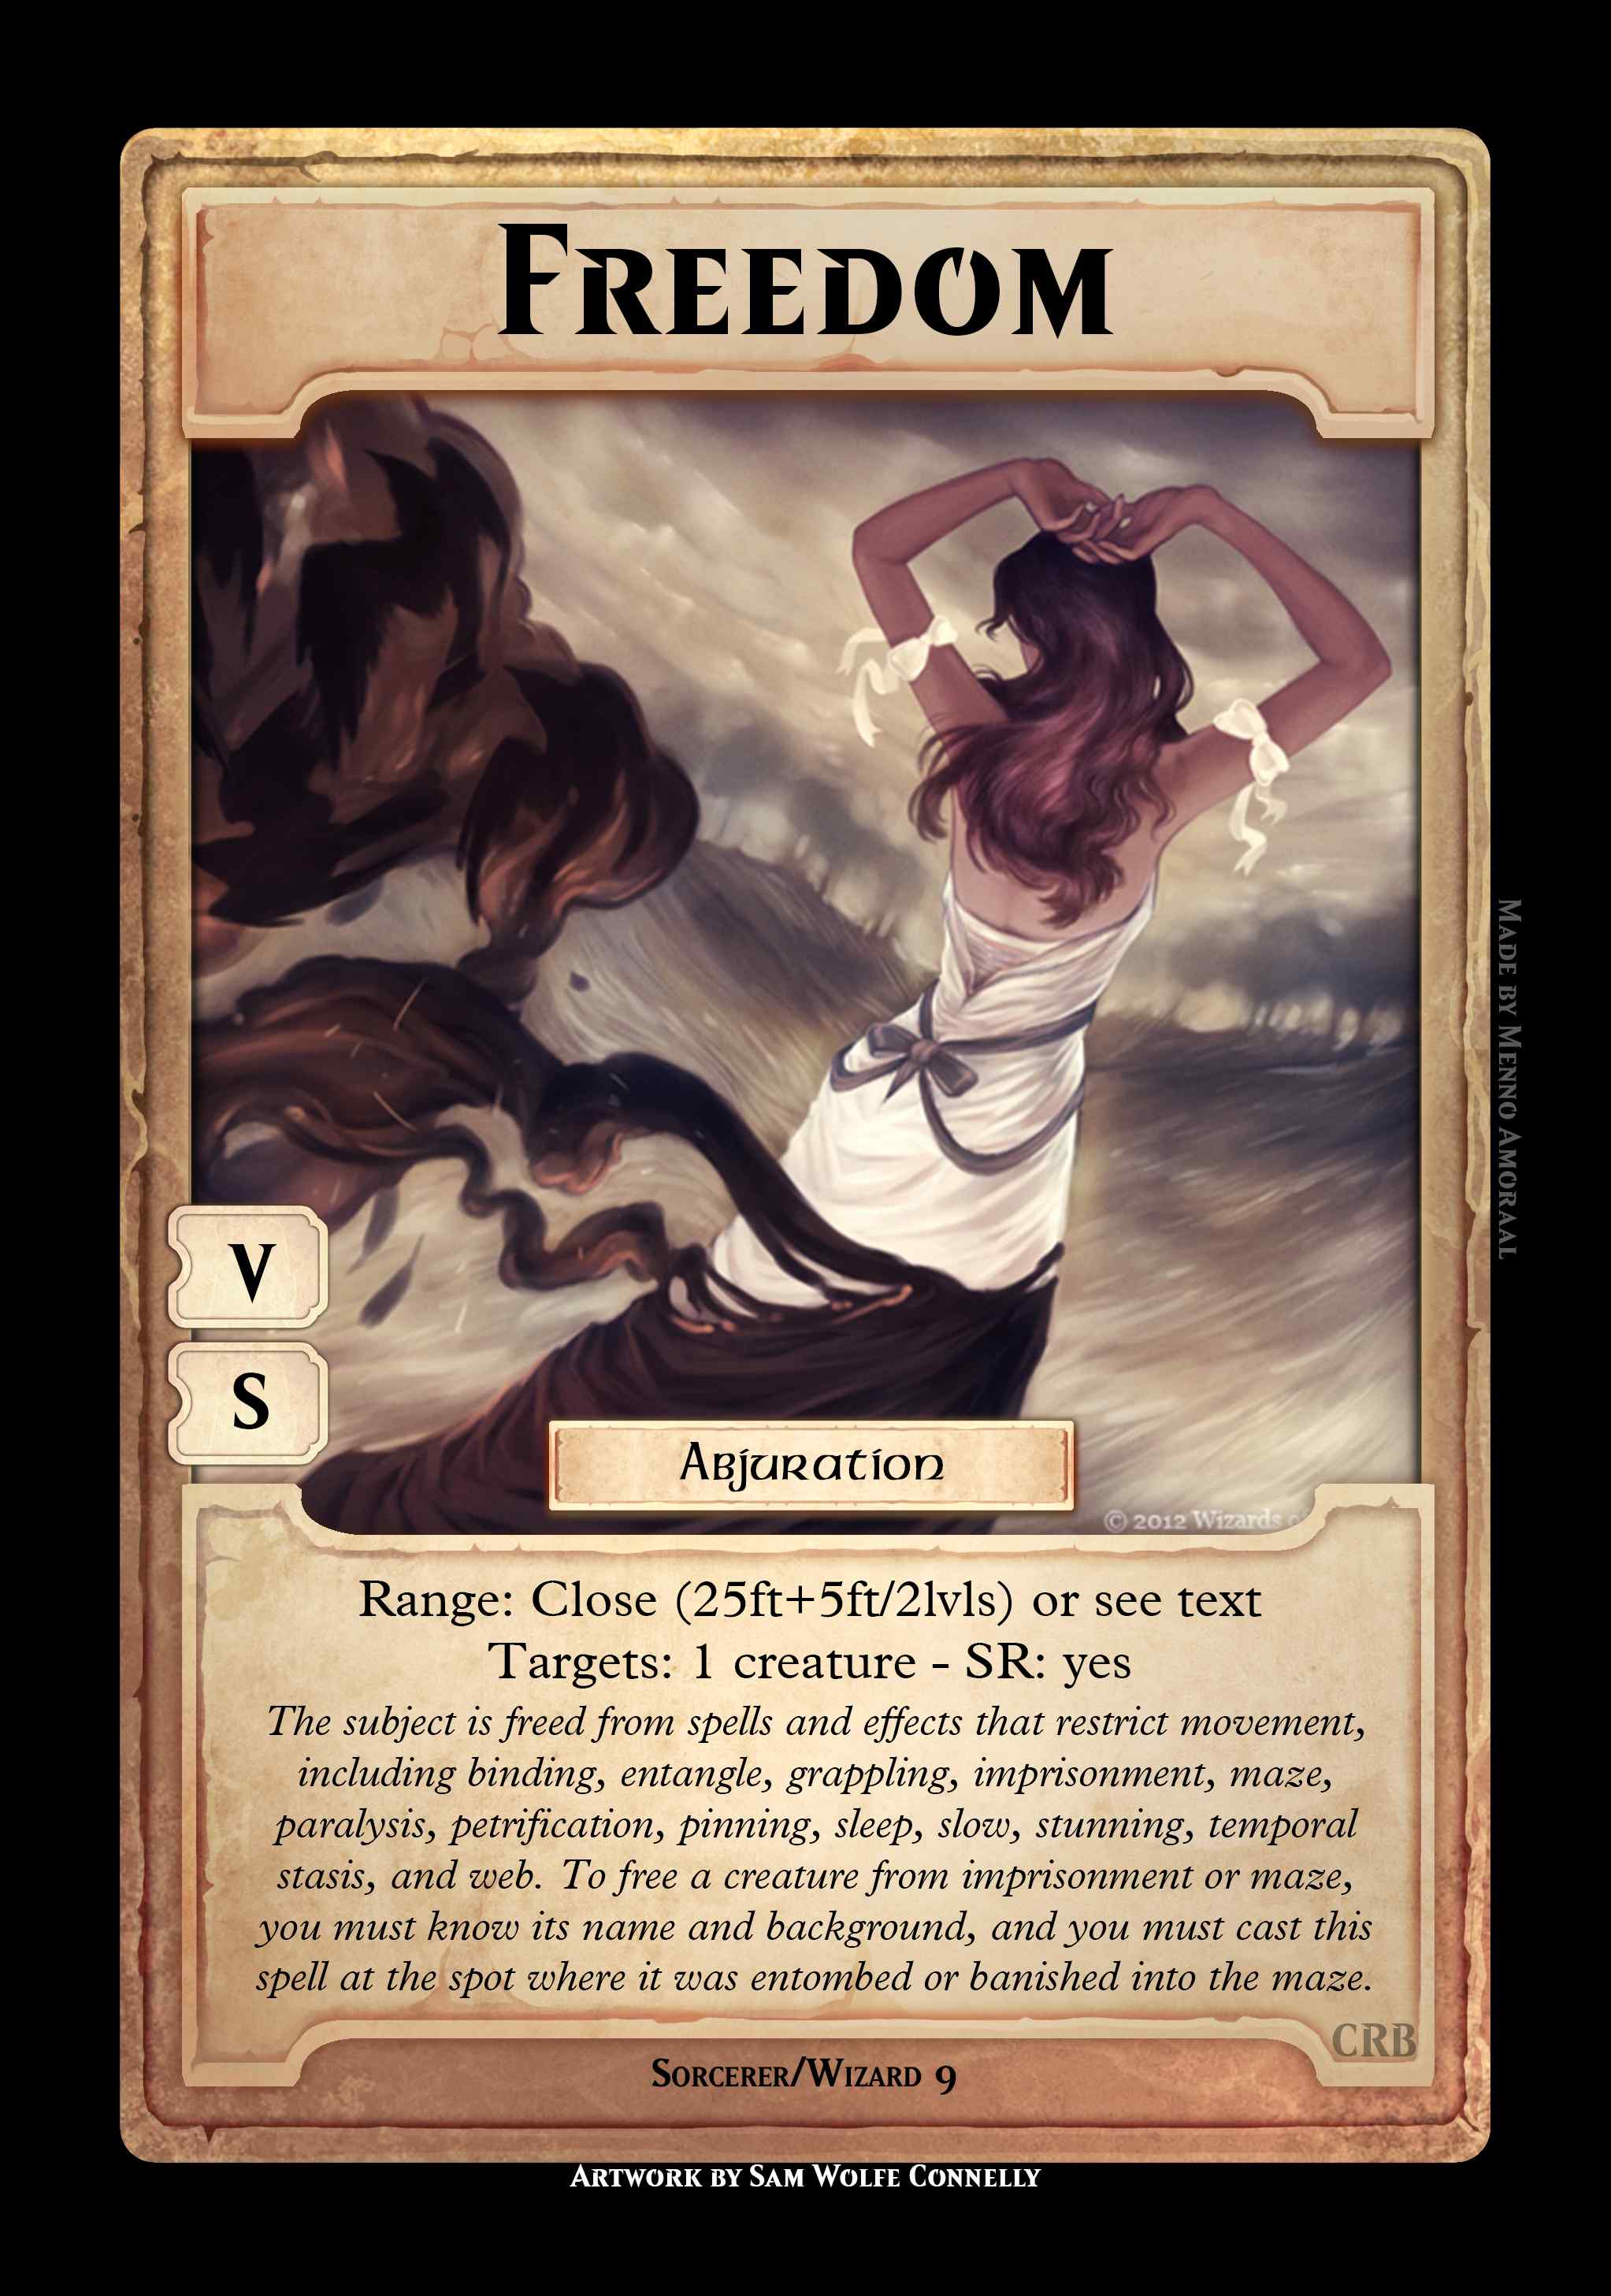 Freedom
V
S
Abjuration
© 2012 Wizards
Range: Close (25ft+5ft/2lvls) or see text
Targets: 1 creature - SR: yes
The subject is freed from spells and effects that restrict movement,
including binding, entangle, grappling, imprisonment, maze,
paralysis, petrification, pinning, sleep, slow, stunning, temporal
stasis, and web. To free a creature from imprisonment or maze,
you must know its name and background, and you must cast this
spell at the spot where it was entombed or banished into the maze.
CRB
Sorcerer/Wizard 9
Artwork by Sam Wolfe Connelly
Made by Menno Amoraal